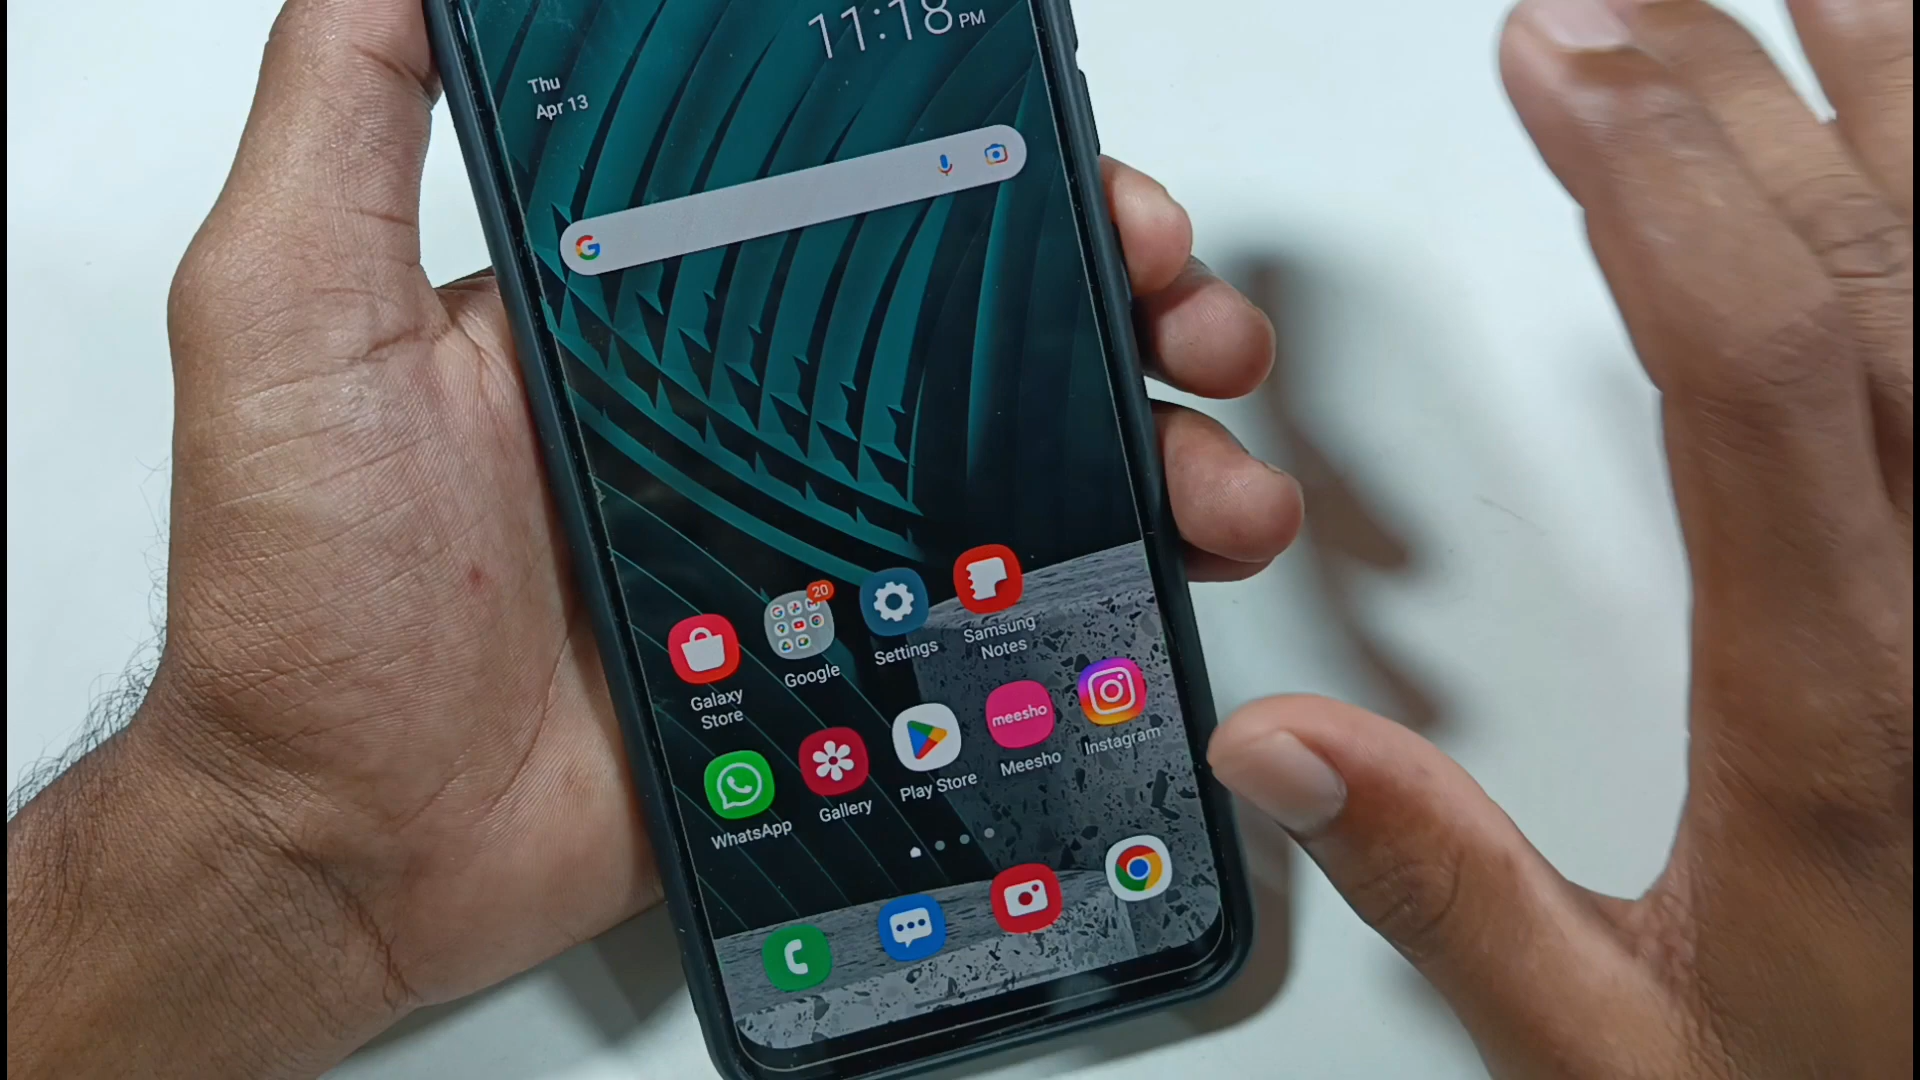 11:18 PM
Thu
Apr 13
20
Galaxy
Store
Google
Settings
Samsung
Notes
WhatsApp
Gallery
Play Store
meesho
Meesho
Instagram